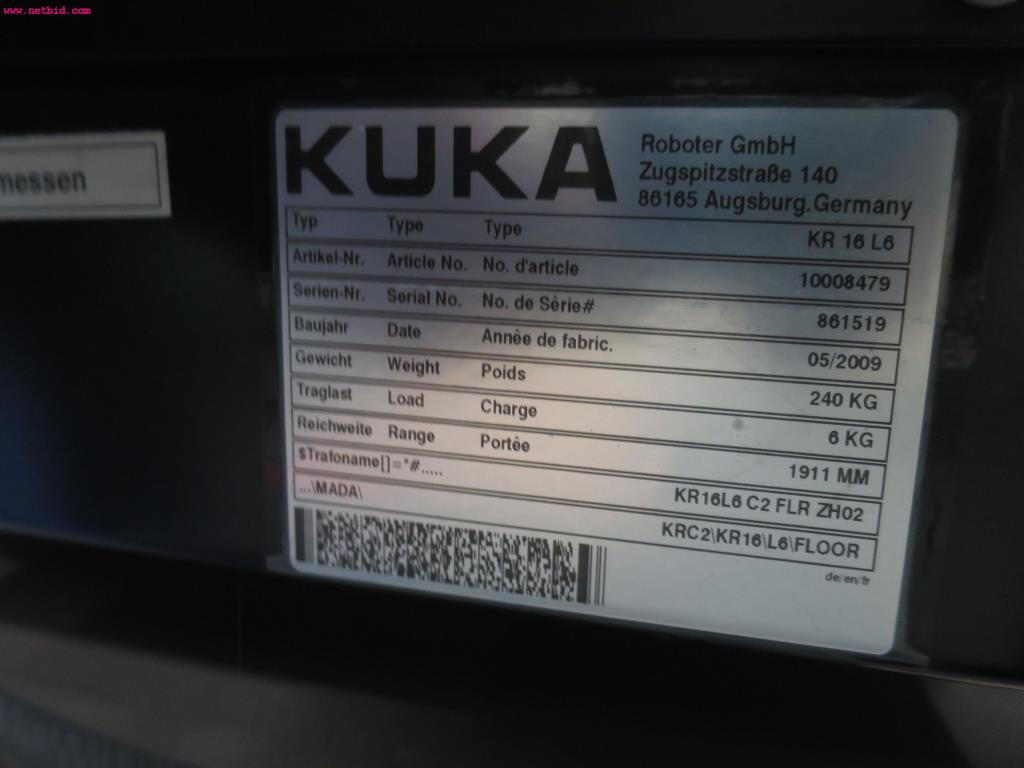 www.netbid.com
messen
KUKA
Roboter GmbH
Zugspitzstraße 140
86165 Augsburg.Germany
Typ Type Type KR 16 L6
Artikel-Nr. Article No. No. d'article 10008479
Serien-Nr. Serial No. No. de Sêrie# 861519
Baujahr Date Annêe de fabric. 05/2009
Gewicht Weight Poids 240 KG
Traglast Load Charge 6 KG
Reichweite Range Portêe 1911 MM
$Trafoname[]="#..... KR16L6 C2 FLR ZH02
...\MADA\ KRC2\KR16\L6\FLOOR
de/en/fr